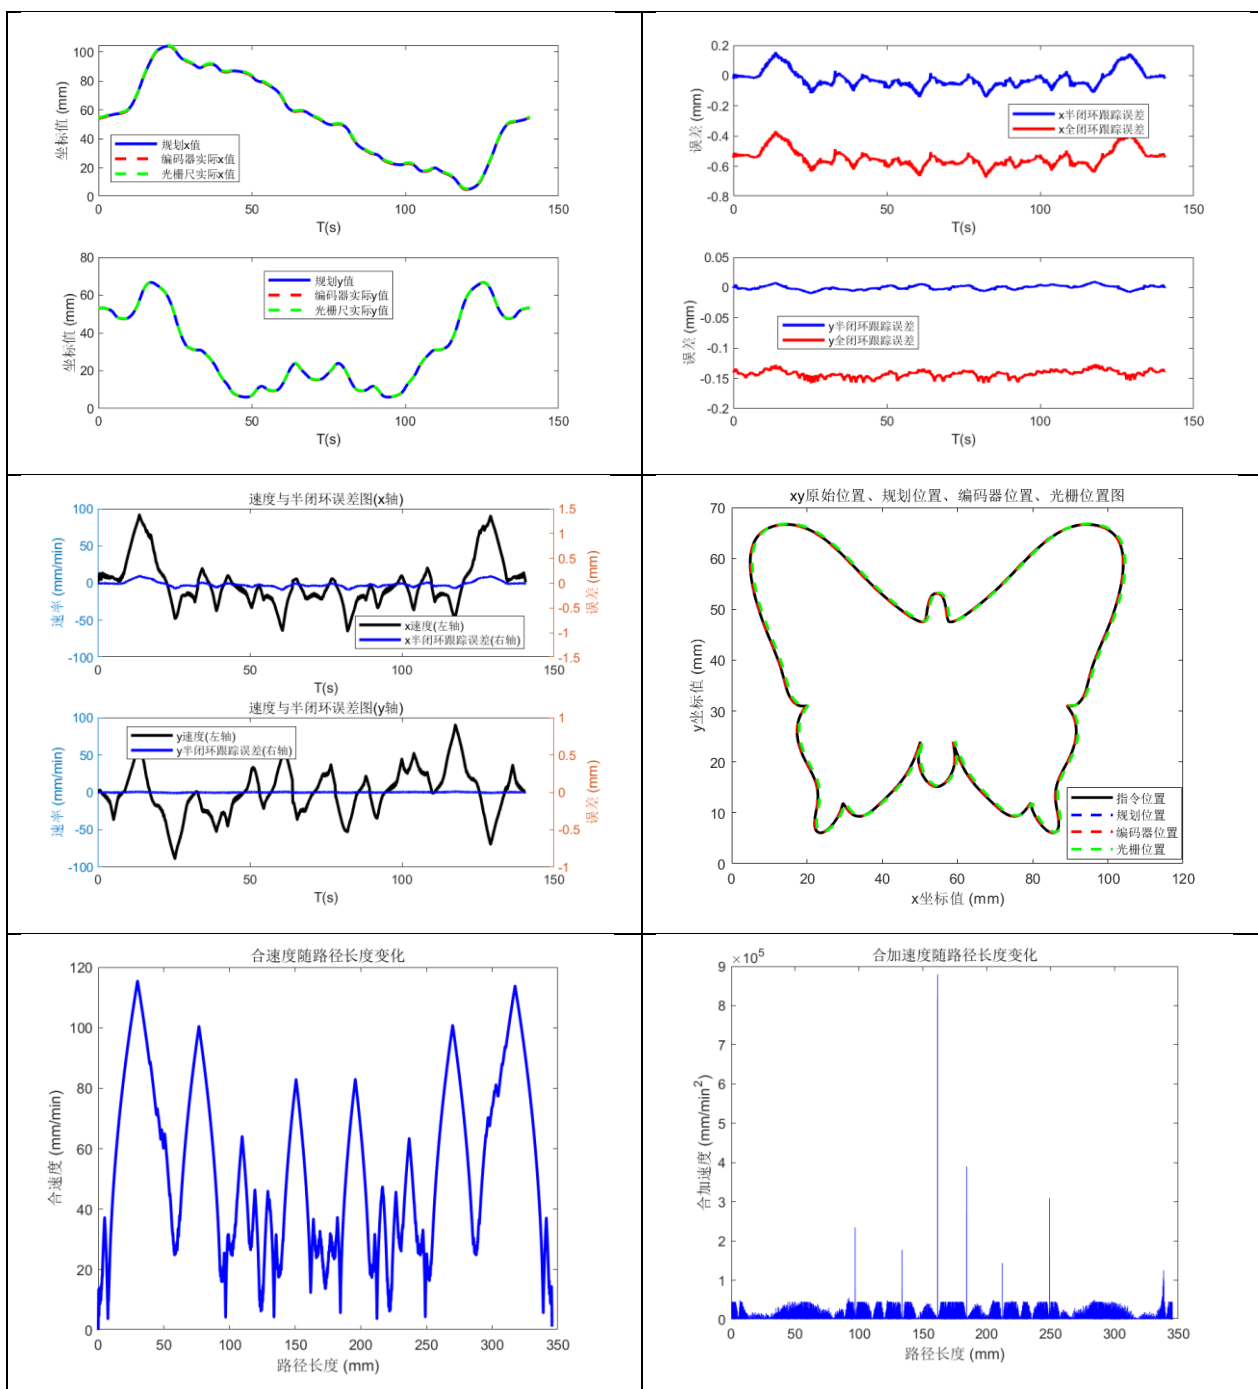 100
80
60
40
20
0
坐标值 (mm)
规划x值
编码器实际x值
光栅尺实际x值
0
50
100
150
T(s)
80
60
40
20
0
坐标值 (mm)
规划y值
编码器实际y值
光栅尺实际y值
0
50
100
150
T(s)
0.2
0
-0.2
-0.4
-0.6
-0.8
误差 (mm)
x半闭环跟踪误差
x全闭环跟踪误差
0
50
100
150
T(s)
0.05
0
-0.05
-0.1
-0.15
-0.2
误差 (mm)
y半闭环跟踪误差
y全闭环跟踪误差
0
50
100
150
T(s)
速度与半闭环误差图(x轴)
100
50
0
-50
-100
速率 (mm/min)
1.5
1
0.5
0
-0.5
-1
-1.5
误差 (mm)
x速度(左轴)
x半闭环跟踪误差(右轴)
0
50
100
150
T(s)
速度与半闭环误差图(y轴)
100
50
0
-50
-100
速率 (mm/min)
1
0.5
0
-0.5
-1
误差 (mm)
y速度(左轴)
y半闭环跟踪误差(右轴)
0
50
100
150
T(s)
xy原始位置、规划位置、编码器位置、光栅位置图
70
60
50
40
30
20
10
0
y坐标值 (mm)
指令位置
规划位置
编码器位置
光栅位置
0
20
40
60
80
100
120
x坐标值 (mm)
合速度随路径长度变化
120
100
80
60
40
20
0
合速度 (mm/min)
0
50
100
150
200
250
300
350
路径长度 (mm)
合加速度随路径长度变化
×10^5
9
8
7
6
5
4
3
2
1
0
合加速度 (mm/min²)
0
50
100
150
200
250
300
350
路径长度 (mm)